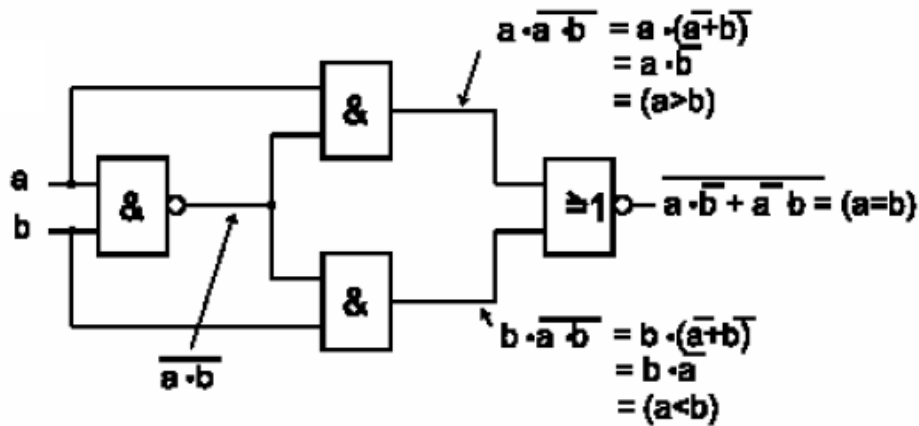 a · a̅ ̅·̅ ̅b̅ = a · (a̅+b̅)
= a · b̅
= (a>b)
&
a
&
≥1
a̅ ̅·̅ ̅b̅̅ ̅+̅ ̅a̅̅ ̅b̅ = (a=b)
b
&
b · a̅ ̅·̅ ̅b̅ = b · (a̅+b̅)
= b · a̅
= (a<b)
a̅ ̅·̅ ̅b̅